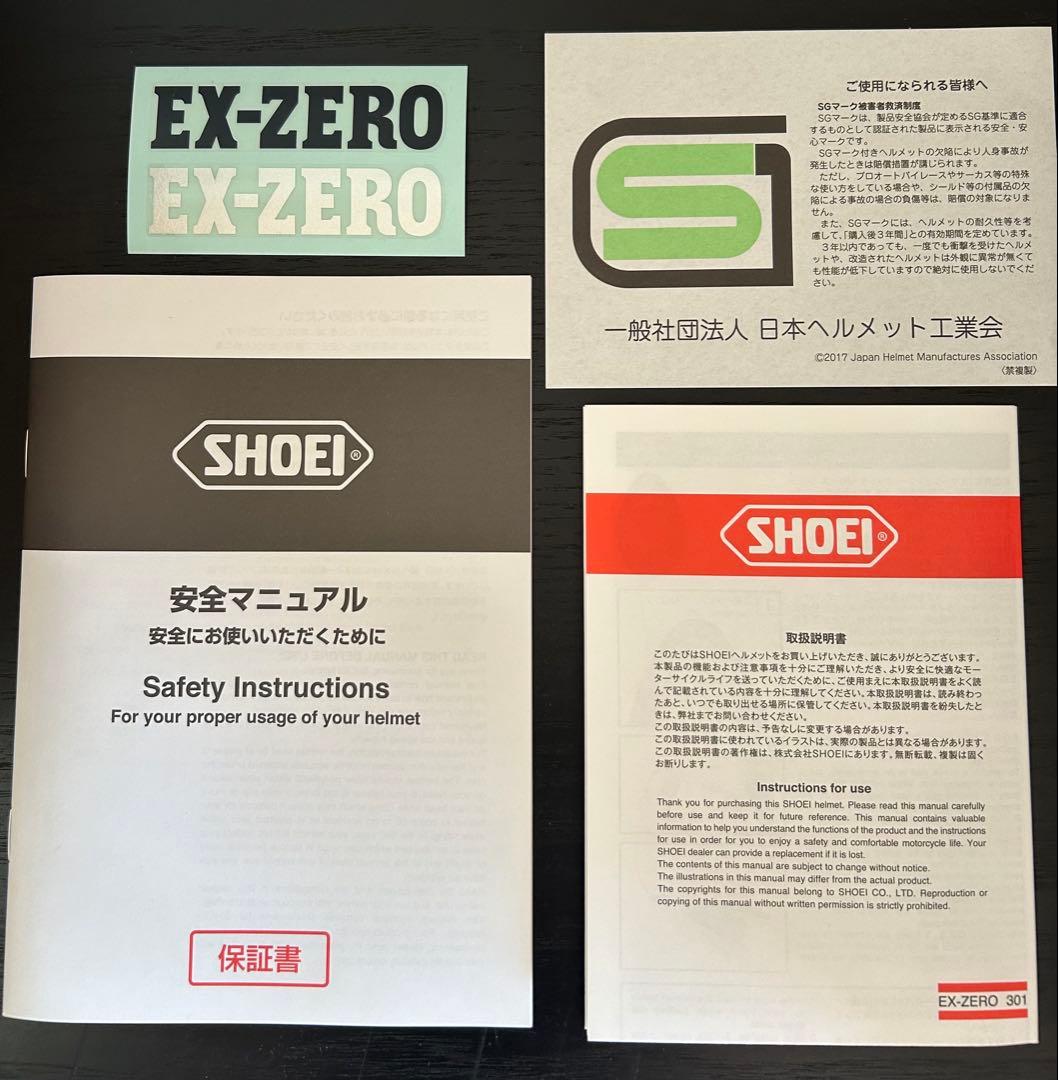 EX-ZERO
EX-ZERO
ご使用になられる皆様へ
SGマーク被害者救済制度
SGマークは、製品安全協会が定めるSG基準に適合
するものとして認証された製品に表示される安全・安
心マークです。
SGマーク付きヘルメットの欠陥により人身事故が
発生したときは賠償措置が講じられます。
ただし、プロオートバイレースやサーカス等の特殊
な使い方をしている場合や、シールド等の付属品の欠
陥による事故の場合の負傷等は、賠償の対象になりま
せん。
また、SGマークには、ヘルメットの耐久性等を考
慮して、「購入後３年間」との有効期間を定めています。
３年以内であっても、一度でも衝撃を受けたヘルメ
ットや、改造されたヘルメットは外観に異常が無くて
も性能が低下していますので絶対に使用しないでくだ
さい。
一般社団法人 日本ヘルメット工業会
©2017 Japan Helmet Manufactures Association
〈禁複製〉
SHOEI®
安全マニュアル
安全にお使いいただくために
Safety Instructions
For your proper usage of your helmet
保証書
SHOEI®
取扱説明書
このたびはSHOEIヘルメットをお買い上げいただき、誠にありがとうございます。
本製品の機能および注意事項を十分にご理解いただき、より安全に快適なモー
ターサイクルライフを送っていただくために、ご使用まえに本取扱説明書をよく読
んで記載されている内容を十分に理解してください。本取扱説明書は、読み終わっ
たあと、いつでも取り出せる場所に保管してください。本取扱説明書を紛失したと
きは、弊社までお問い合わせください。
この取扱説明書の内容は、予告なしに変更する場合があります。
この取扱説明書に使われているイラストは、実際の製品とは異なる場合があります。
この取扱説明書の著作権は、株式会社SHOEIにあります。無断転載、複製は固く
お断りします。
Instructions for use
Thank you for purchasing this SHOEI helmet. Please read this manual carefully
before use and keep it for future reference. This manual contains valuable
information to help you understand the functions of the product and the instructions
for use in order for you to enjoy a safety and comfortable motorcycle life. Your
SHOEI dealer can provide a replacement if it is lost.
The contents of this manual are subject to change without notice.
The illustrations in this manual may differ from the actual product.
The copyrights for this manual belong to SHOEI CO., LTD. Reproduction or
copying of this manual without written permission is strictly prohibited.
EX-ZERO 301